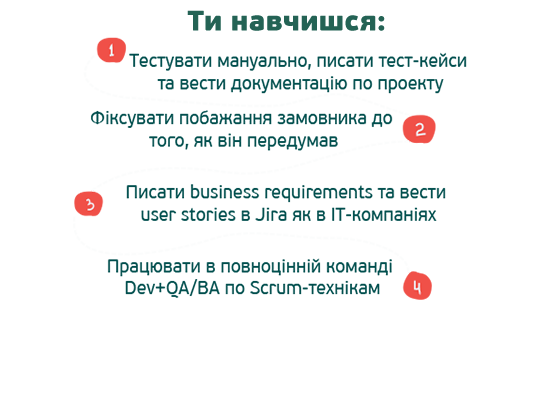 Ти навчишся:
1
Тестувати мануально, писати тест-кейси
та вести документацію по проекту
Фіксувати побажання замовника до
того, як він передумав
2
3
Писати business requirements та вести
user stories в Jira як в IT-компаніях
Працювати в повноцінній команді
Dev+QA/BA по Scrum-технікам
4